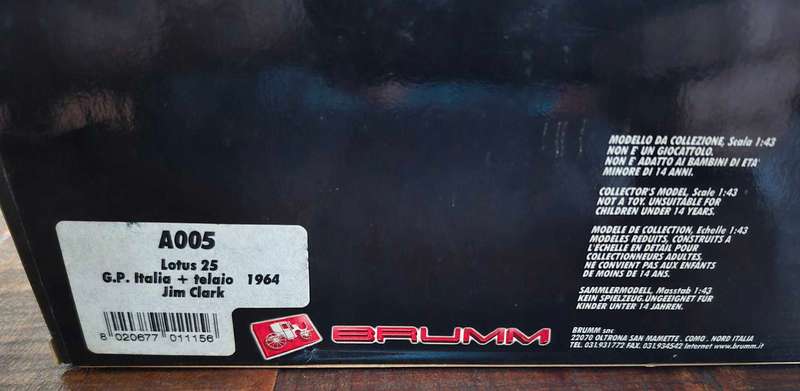 MODELLO DA COLLEZIONE, Scala 1:43
NON E' UN GIOCATTOLO.
NON E' ADATTO AI BAMBINI DI ETA'
MINORE DI 14 ANNI.
COLLECTOR'S MODEL, Scale 1:43
NOT A TOY. UNSUITABLE FOR
CHILDREN UNDER 14 YEARS.
MODELE DE COLLECTION, Echelle 1:43
MODELES REDUITS, CONSTRUITS A
L'ECHELLE EN DETAIL POUR
COLLECTIONNEURS ADULTES,
NE CONVIENT PAS AUX ENFANTS
DE MOINS DE 14 ANS.
SAMMLERMODELL, Masstab 1:43
KEIN SPIELZEUG.UNGEEIGNET FUR
KINDER UNTER 14 JAHREN.
A005
Lotus 25
G.P. Italia + telaio 1964
Jim Clark
8 020677 011156
BRUMM
BRUMM snc
22070 OLTRONA SAN MAMETTE . COMO . NORD ITALIA
TEL. 031.931772 FAX. 031.934542 Internet www.brumm.it